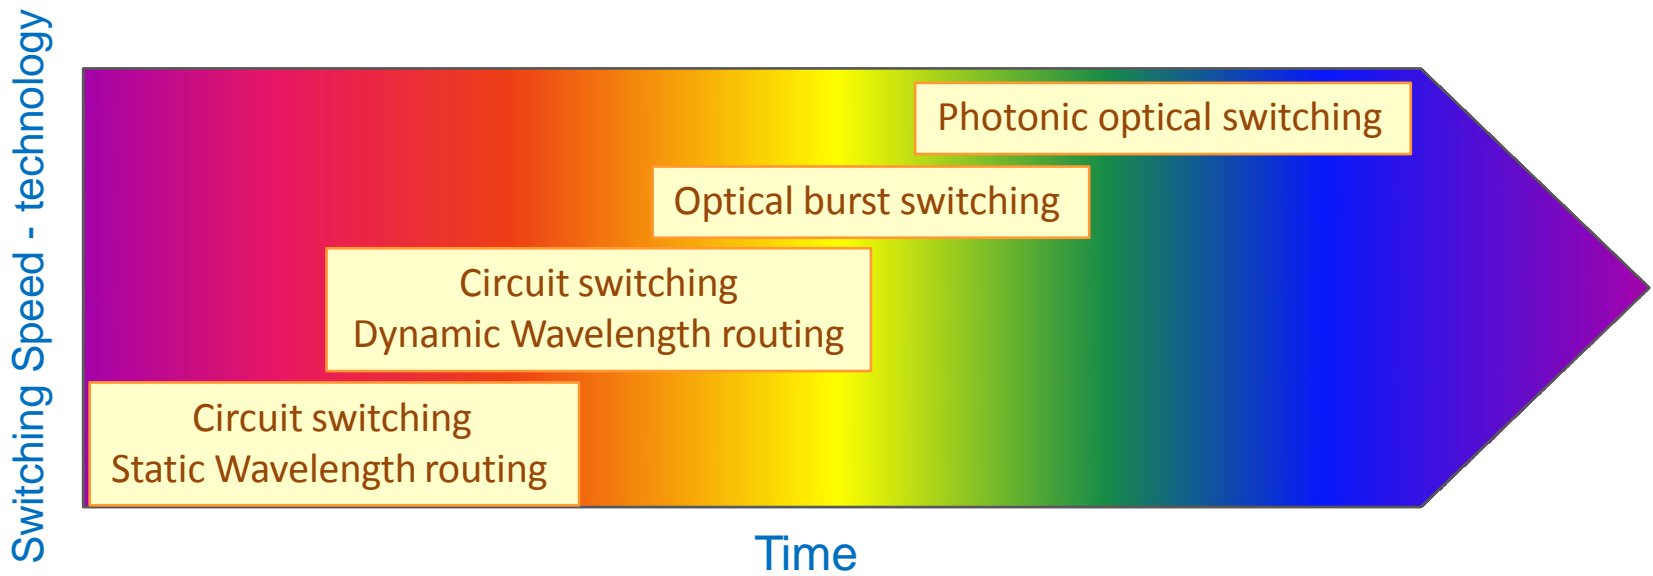 Switching Speed - technology
Photonic optical switching
Optical burst switching
Circuit switching
Dynamic Wavelength routing
Circuit switching
Static Wavelength routing
Time